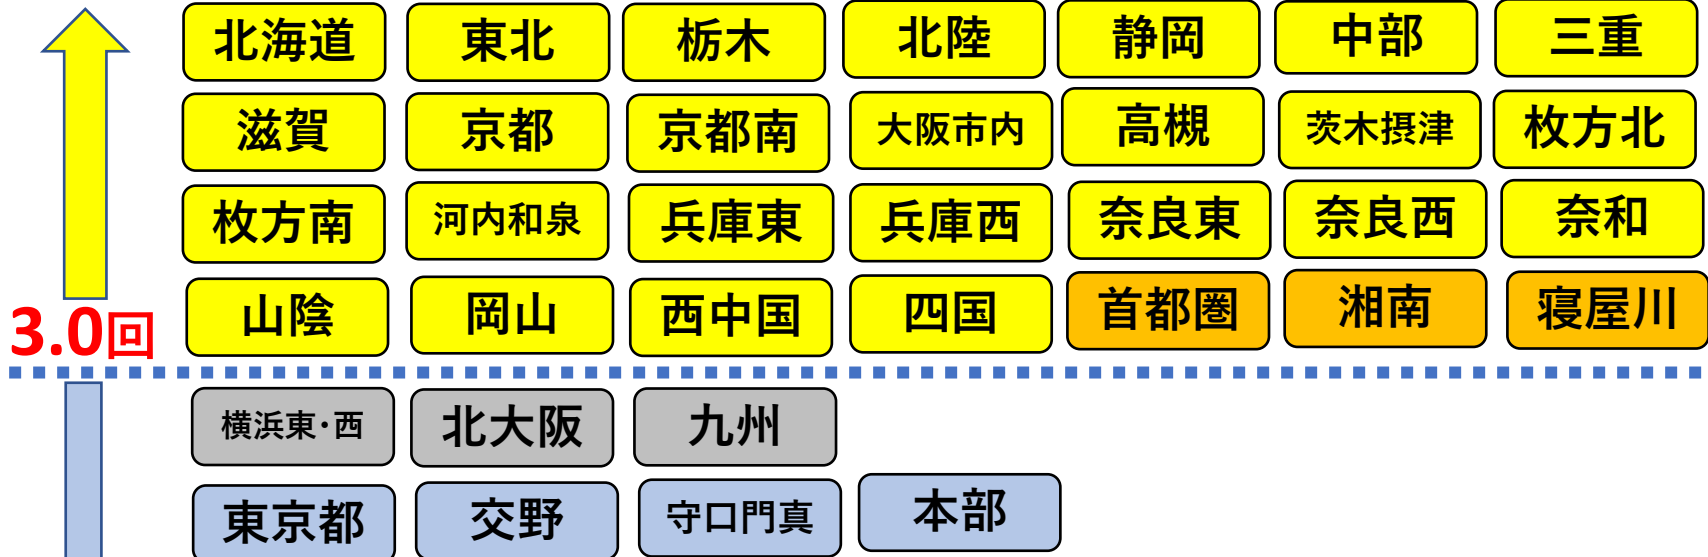 北海道 東北 栃木 北陸 静岡 中部 三重
滋賀 京都 京都南 大阪市内 高槻 茨木摂津 枚方北
枚方南 河内和泉 兵庫東 兵庫西 奈良東 奈良西 奈和
山陰 岡山 西中国 四国 首都圏 湘南 寝屋川
3.0回
横浜東・西 北大阪 九州
東京都 交野 守口門真 本部